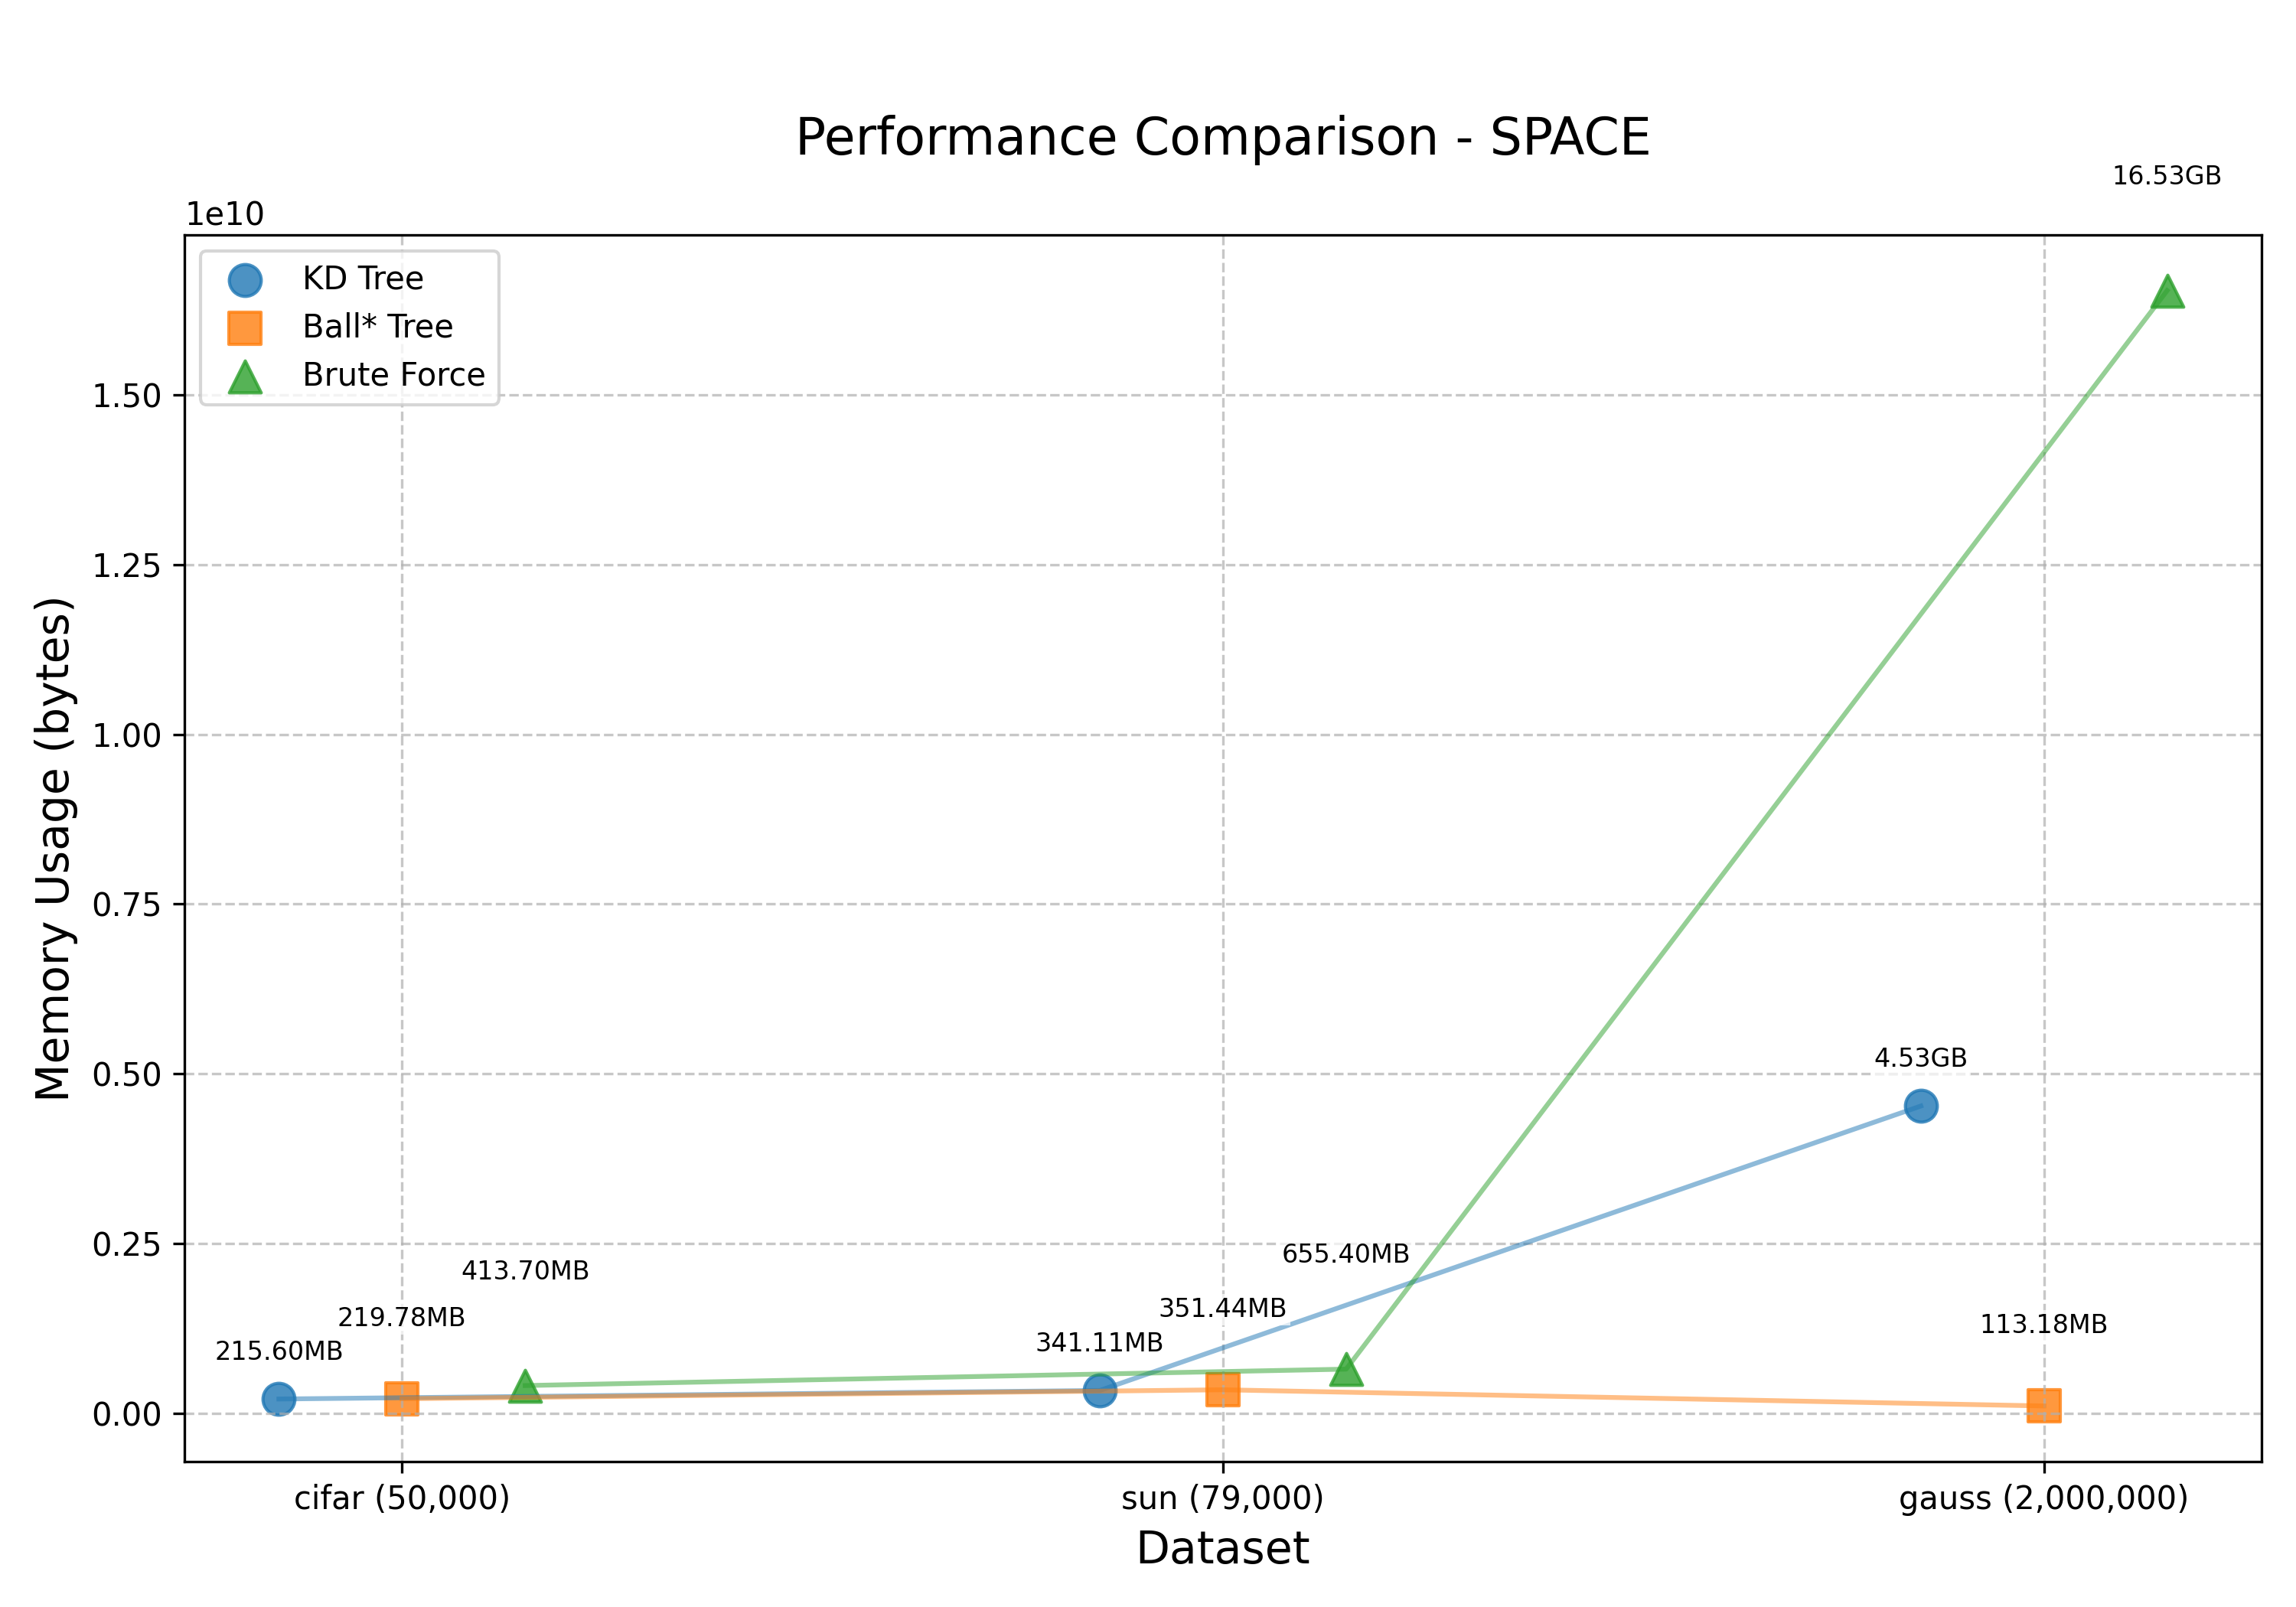 Performance Comparison - SPACE
16.53GB
1e10
KD Tree
Ball* Tree
Brute Force
1.50
1.25
1.00
0.75
0.50
0.25
0.00
Memory Usage (bytes)
4.53GB
655.40MB
413.70MB
351.44MB
219.78MB
113.18MB
341.11MB
215.60MB
cifar (50,000)
sun (79,000)
gauss (2,000,000)
Dataset